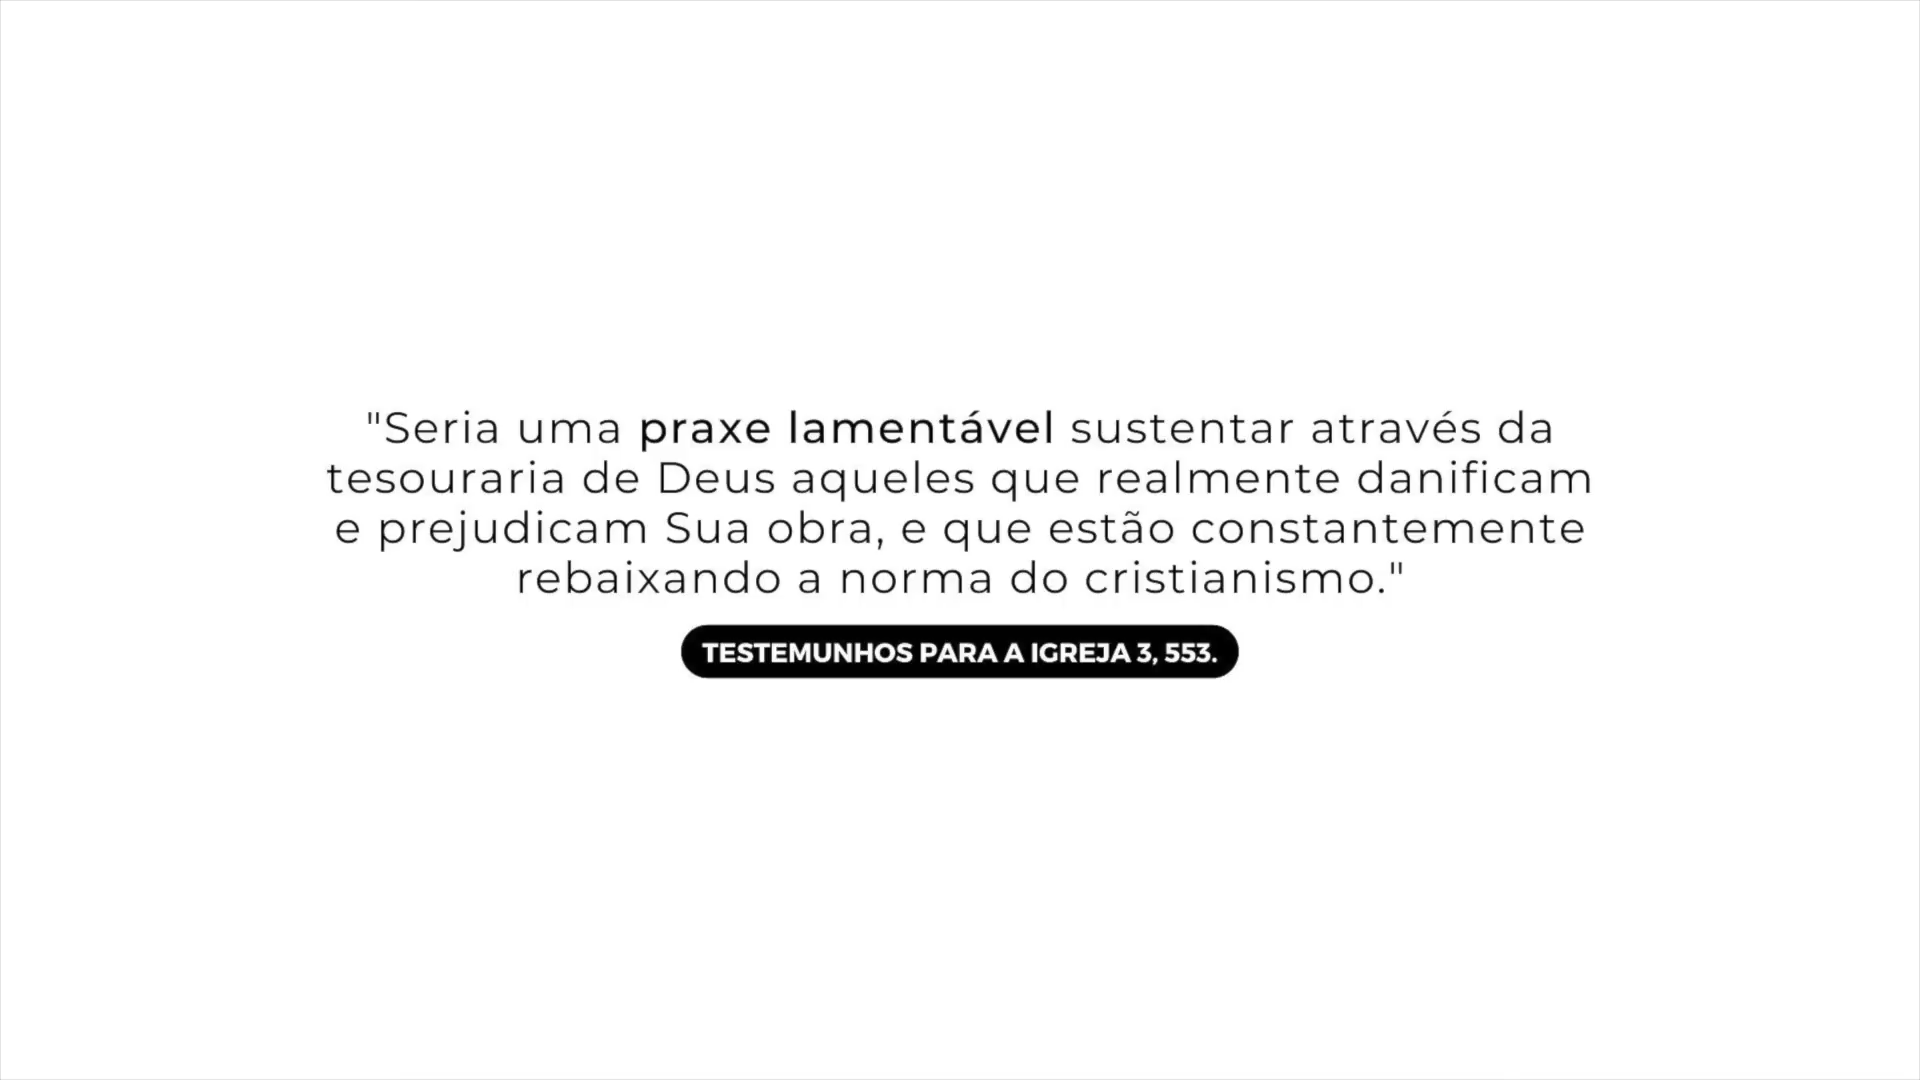 "Seria uma praxe lamentável sustentar através da
tesouraria de Deus aqueles que realmente danificam
e prejudicam Sua obra, e que estão constantemente
rebaixando a norma do cristianismo."
TESTEMUNHOS PARA A IGREJA 3, 553.